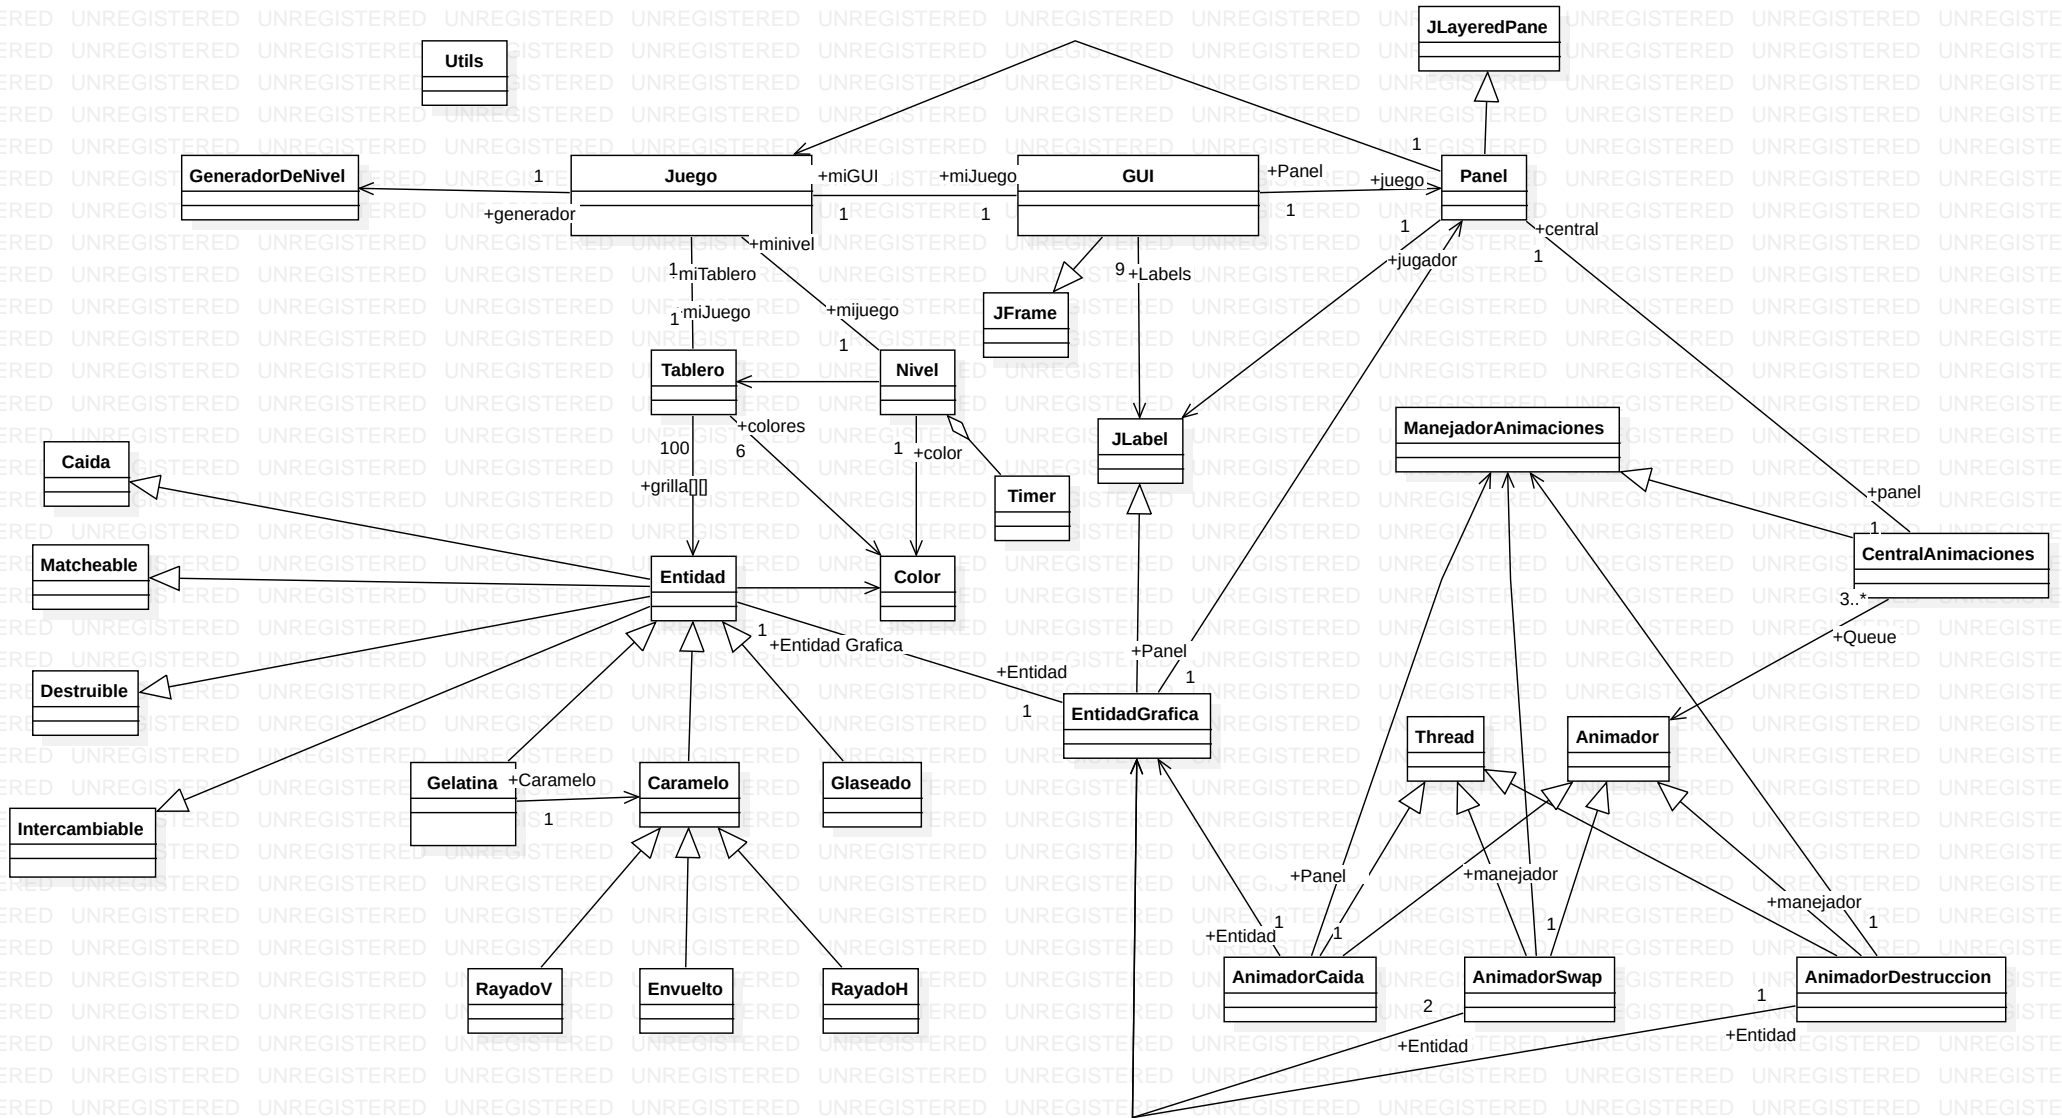 JLayeredPane
Utils
GeneradorDeNivel
1
+generador
Juego
+miGUI
1
+miJuego
1
GUI
+Panel
1
+juego
1
Panel
1
+jugador
+central
1
+minivel
1
+miTablero
+miJuego
1
+mijuego
1
9
+Labels
JFrame
Tablero
Nivel
+colores
6
100
+grilla[][]
1
+color
JLabel
Timer
ManejadorAnimaciones
+panel
1
CentralAnimaciones
3..*
+Queue
Caida
Matcheable
Entidad
Color
1
+Entidad Grafica
+Entidad
1
+Panel
1
EntidadGrafica
Destruible
Intercambiable
Thread
Animador
Gelatina
+Caramelo
1
Caramelo
Glaseado
+Panel
1
+manejador
1
+manejador
1
+Entidad
1
RayadoV
Envuelto
RayadoH
AnimadorCaida
AnimadorSwap
AnimadorDestruccion
2
+Entidad
1
+Entidad
UNREGISTERED